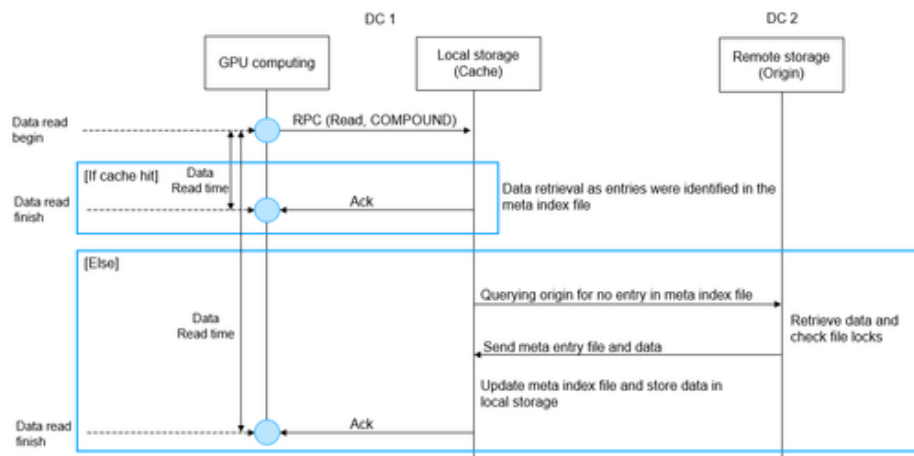 DC 1
DC 2
GPU computing
Local storage
(Cache)
Remote storage
(Origin)
Data read
begin
RPC (Read, COMPOUND)
[If cache hit]
Data
Read time
Data retrieval as entries were identified in the
meta index file
Data read
finish
Ack
[Else]
Querying origin for no entry in meta index file
Data
Read time
Retrieve data and
check file locks
Send meta entry file and data
Update meta index file and store data in
local storage
Data read
finish
Ack